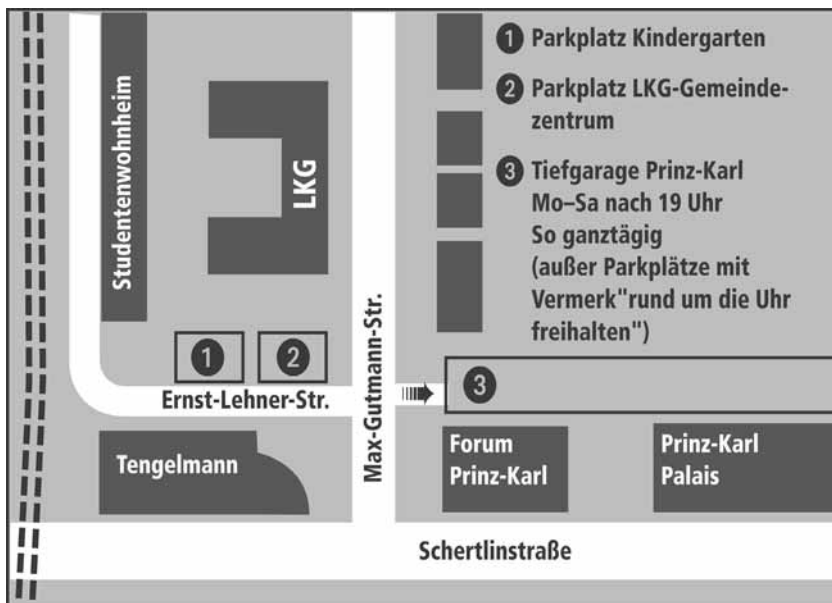 1 Parkplatz Kindergarten
2 Parkplatz LKG-Gemeinde-
zentrum
3 Tiefgarage Prinz-Karl
Mo–Sa nach 19 Uhr
So ganztägig
(außer Parkplätze mit
Vermerk"rund um die Uhr
freihalten")
Studentenwohnheim
LKG
1
2
Ernst-Lehner-Str.
Max-Gutmann-Str.
3
Tengelmann
Forum
Prinz-Karl
Prinz-Karl
Palais
Schertlinstraße